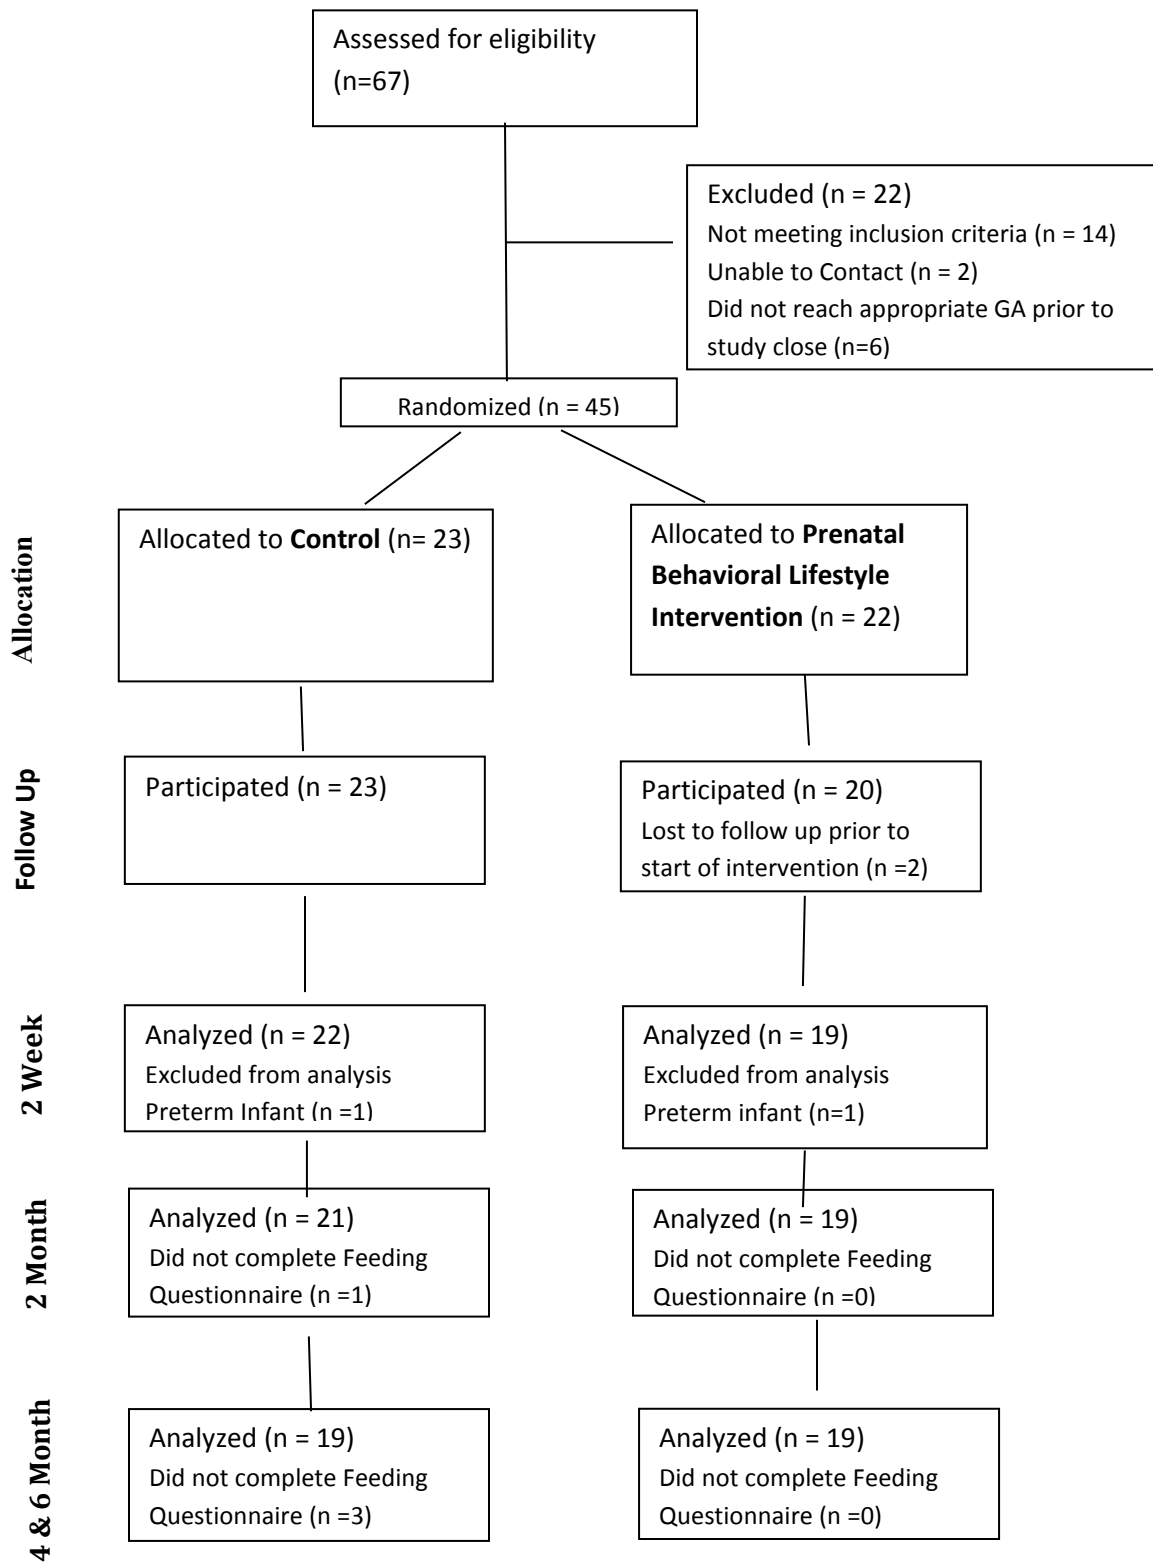 Assessed for eligibility
(n=67)
Excluded (n = 22)
Not meeting inclusion criteria (n = 14)
Unable to Contact (n = 2)
Did not reach appropriate GA prior to
study close (n=6)
Randomized (n = 45)
Allocation
Allocated to Control (n= 23)
Allocated to Prenatal
Behavioral Lifestyle
Intervention (n = 22)
Follow Up
Participated (n = 23)
Participated (n = 20)
Lost to follow up prior to
start of intervention (n =2)
2 Week
Analyzed (n = 22)
Excluded from analysis
Preterm Infant (n =1)
Analyzed (n = 19)
Excluded from analysis
Preterm infant (n=1)
2 Month
Analyzed (n = 21)
Did not complete Feeding
Questionnaire (n =1)
Analyzed (n = 19)
Did not complete Feeding
Questionnaire (n =0)
4 & 6 Month
Analyzed (n = 19)
Did not complete Feeding
Questionnaire (n =3)
Analyzed (n = 19)
Did not complete Feeding
Questionnaire (n =0)